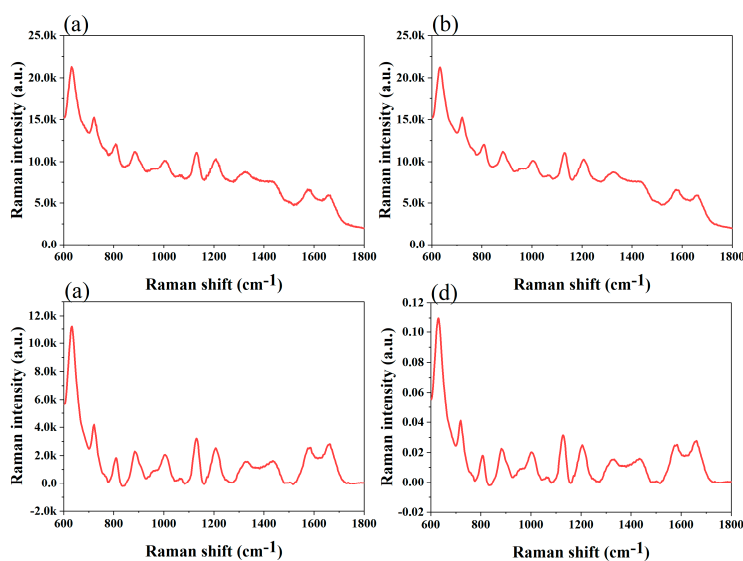 (a)
25.0k
20.0k
15.0k
10.0k
5.0k
0.0
600 800 1000 1200 1400 1600 1800
Raman intensity (a.u.)
Raman shift (cm-1)
(b)
25.0k
20.0k
15.0k
10.0k
5.0k
0.0
600 800 1000 1200 1400 1600 1800
Raman intensity (a.u.)
Raman shift (cm-1)
(a)
12.0k
10.0k
8.0k
6.0k
4.0k
2.0k
0.0
-2.0k
600 800 1000 1200 1400 1600 1800
Raman intensity (a.u.)
Raman shift (cm-1)
(d)
0.12
0.10
0.08
0.06
0.04
0.02
0.00
-0.02
600 800 1000 1200 1400 1600 1800
Raman intensity (a.u.)
Raman shift (cm-1)